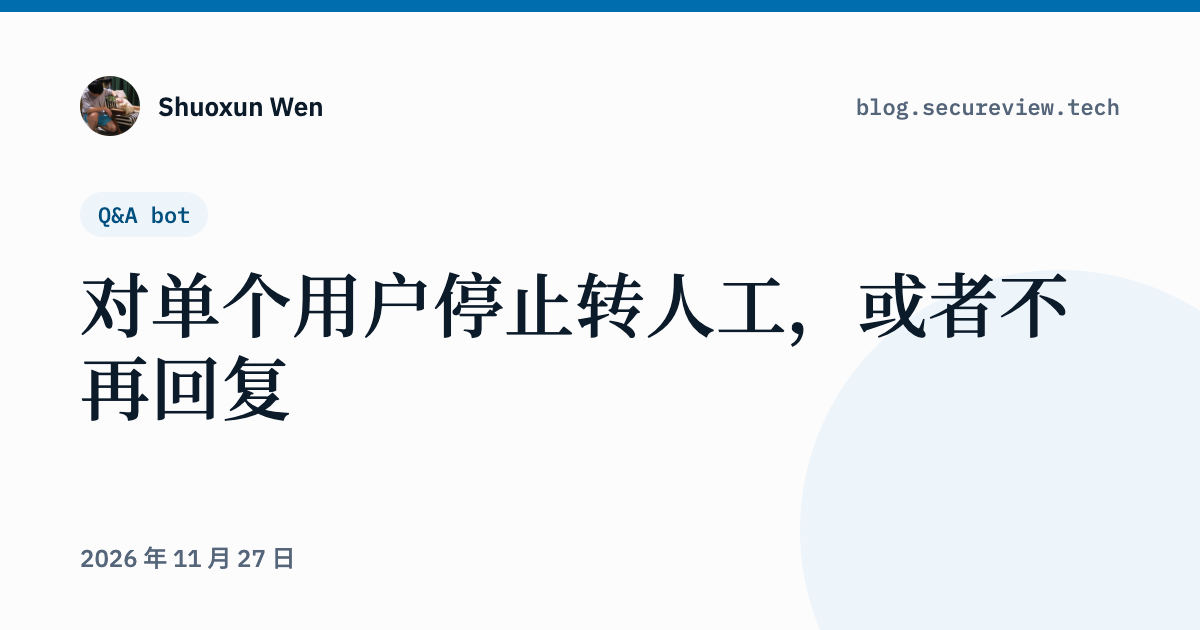 Shuoxun Wen
blog.secureview.tech
Q&A bot
对单个用户停止转人工，或者不
再回复
2026 年 11 月 27 日